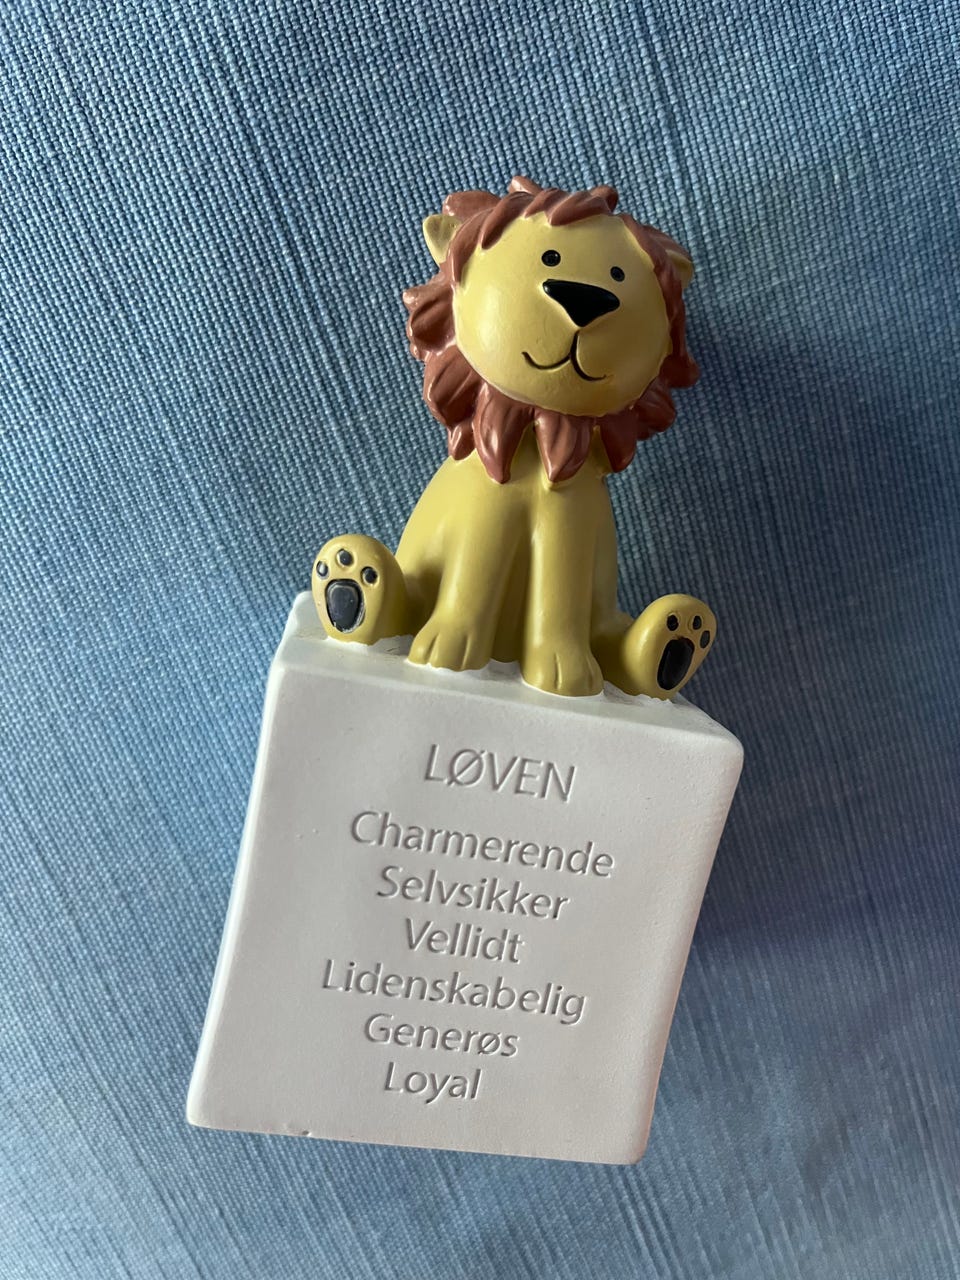 LØVEN
Charmerende
Selvsikker
Vellidt
Lidenskabelig
Generøs
Loyal